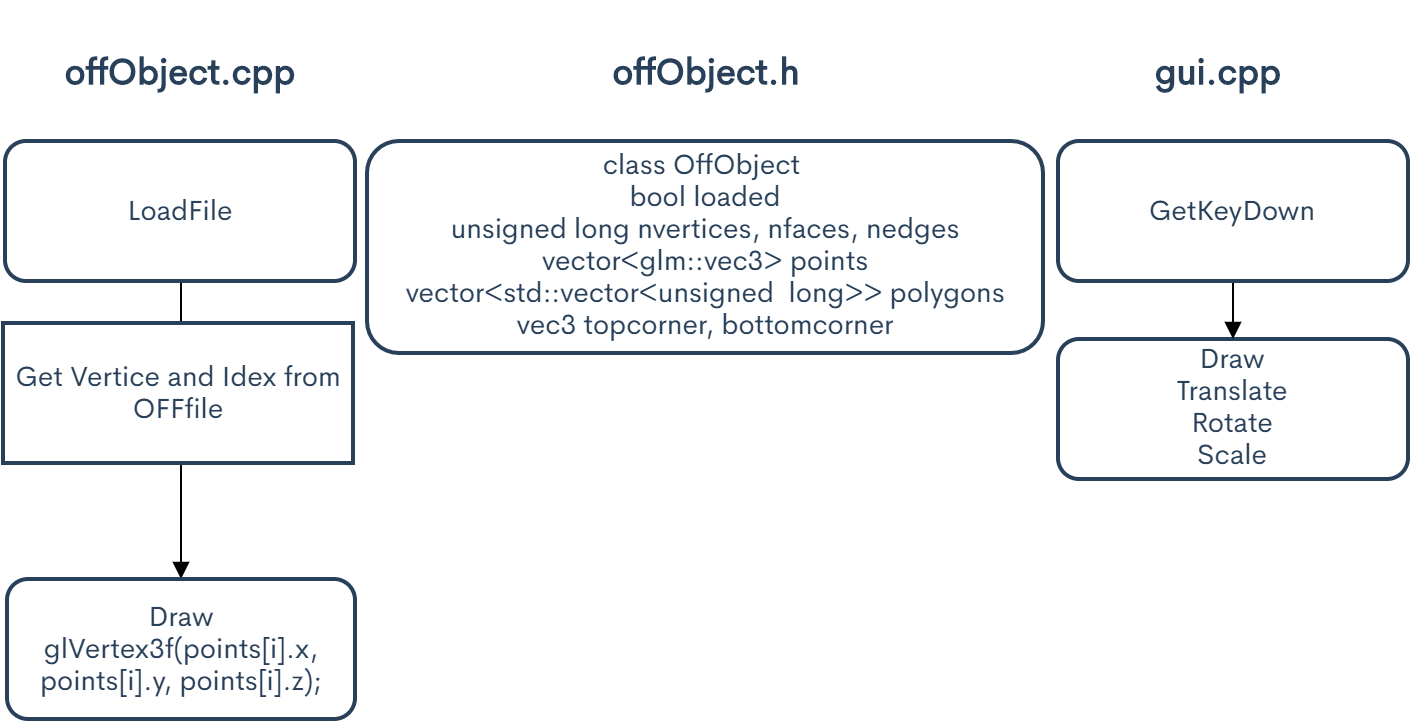 offObject.cpp
offObject.h
gui.cpp
LoadFile
Get Vertice and Idex from
OFFfile
Draw
glVertex3f(points[i].x,
points[i].y, points[i].z);
class OffObject
bool loaded
unsigned long nvertices, nfaces, nedges
vector<glm::vec3> points
vector<std::vector<unsigned  long>> polygons
vec3 topcorner, bottomcorner
GetKeyDown
Draw
Translate
Rotate
Scale